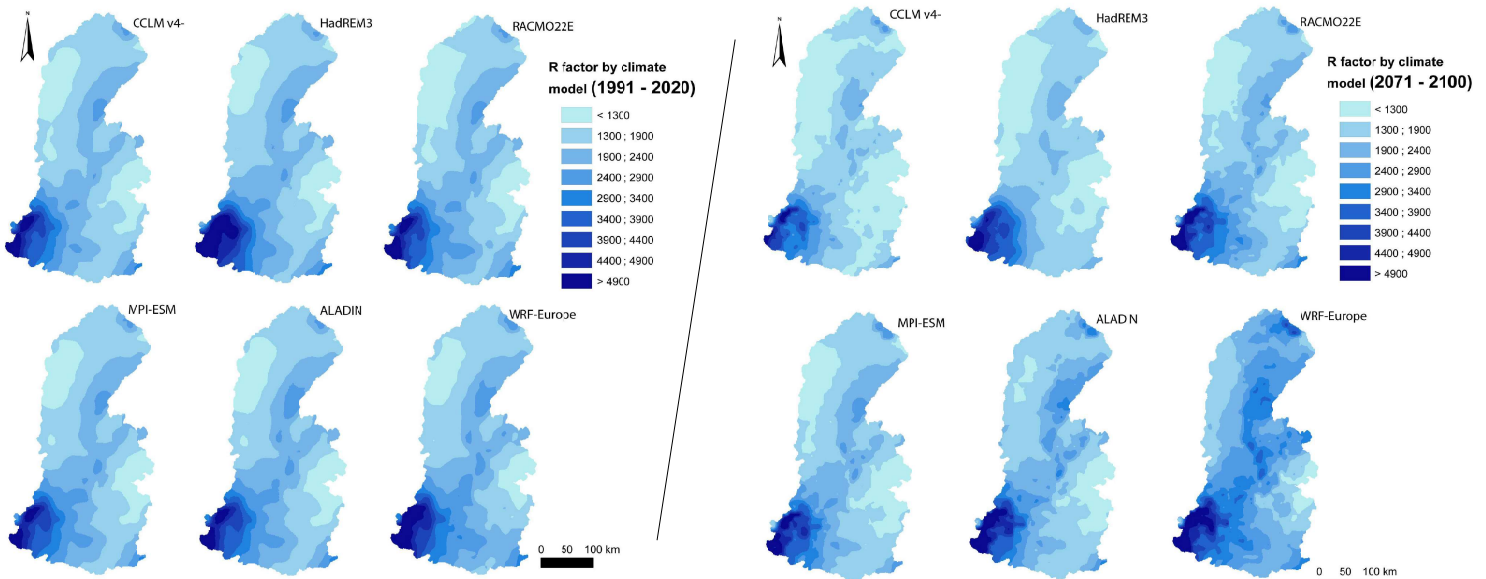 N
CCLM v4-
HadREM3
RACMO22E
R factor by climate
model (1991 - 2020)
< 1300
1300 ; 1900
1900 ; 2400
2400 ; 2900
2900 ; 3400
3400 ; 3900
3900 ; 4400
4400 ; 4900
> 4900
MPI-ESM
ALADIN
WRF-Europe
0 50 100 km
N
CCLM v4-
HadREM3
RACMO22E
R factor by climate
model (2071 - 2100)
< 1300
1300 ; 1900
1900 ; 2400
2400 ; 2900
2900 ; 3400
3400 ; 3900
3900 ; 4400
4400 ; 4900
> 4900
MPI-ESM
ALADIN
WRF-Europe
0 50 100 km